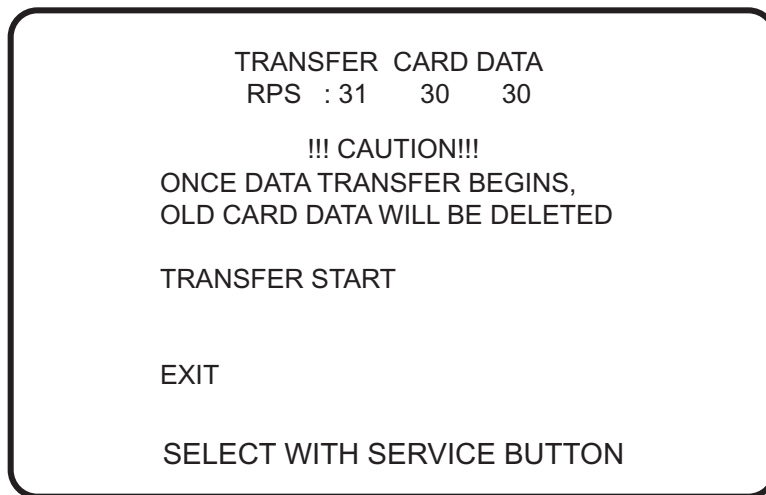 TRANSFER CARD DATA
RPS : 31 30 30
!!! CAUTION!!!
ONCE DATA TRANSFER BEGINS,
OLD CARD DATA WILL BE DELETED
TRANSFER START
EXIT
SELECT WITH SERVICE BUTTON